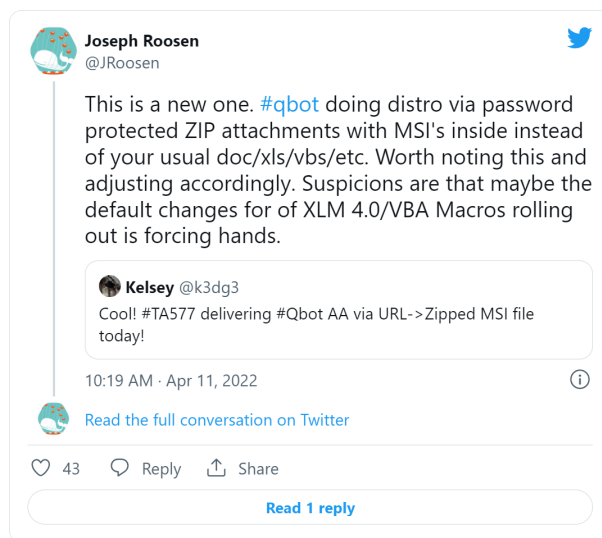 Joseph Roosen
@JRoosen
This is a new one. #qbot doing distro via password
protected ZIP attachments with MSI's inside instead
of your usual doc/xls/vbs/etc. Worth noting this and
adjusting accordingly. Suspicions are that maybe the
default changes for of XLM 4.0/VBA Macros rolling
out is forcing hands.
Kelsey @k3dg3
Cool! #TA577 delivering #Qbot AA via URL->Zipped MSI file
today!
10:19 AM · Apr 11, 2022
Read the full conversation on Twitter
43 Reply Share
Read 1 reply